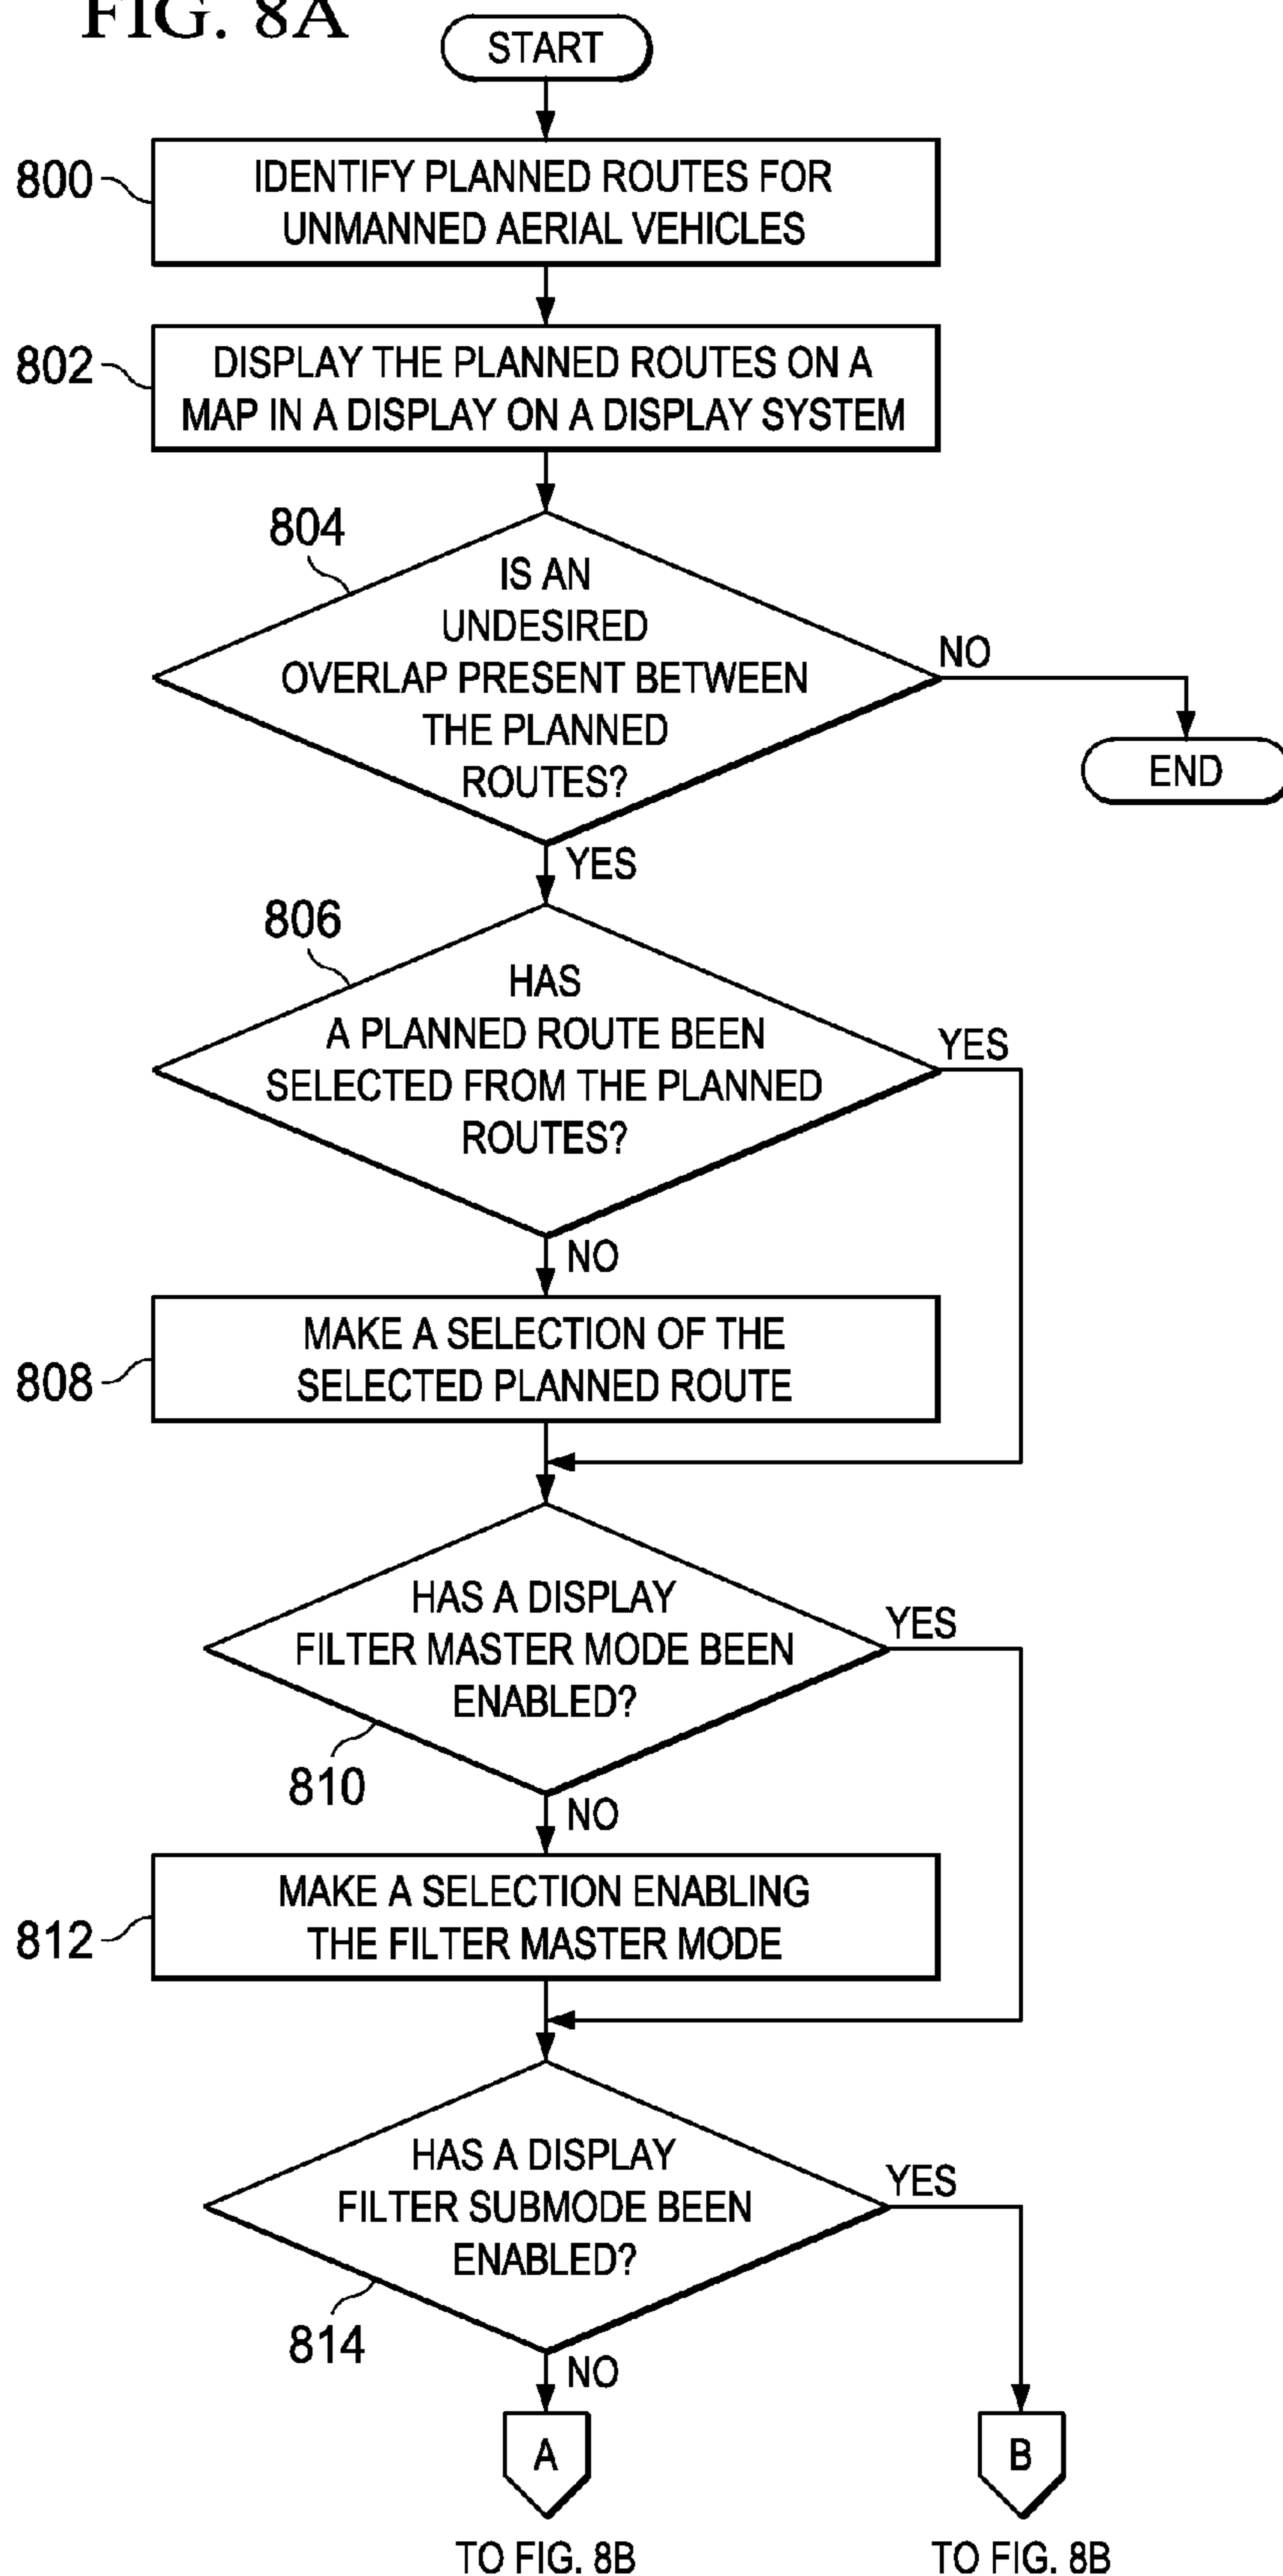 FIG. 8A
START
800
IDENTIFY PLANNED ROUTES FOR
UNMANNED AERIAL VEHICLES
802
DISPLAY THE PLANNED ROUTES ON A
MAP IN A DISPLAY ON A DISPLAY SYSTEM
804
IS AN
UNDESIRED
OVERLAP PRESENT BETWEEN
THE PLANNED
ROUTES?
NO
END
YES
806
HAS
A PLANNED ROUTE BEEN
SELECTED FROM THE PLANNED
ROUTES?
YES
NO
808
MAKE A SELECTION OF THE
SELECTED PLANNED ROUTE
HAS A DISPLAY
FILTER MASTER MODE BEEN
ENABLED?
YES
810
NO
812
MAKE A SELECTION ENABLING
THE FILTER MASTER MODE
HAS A DISPLAY
FILTER SUBMODE BEEN
ENABLED?
YES
814
NO
A
B
TO FIG. 8B
TO FIG. 8B